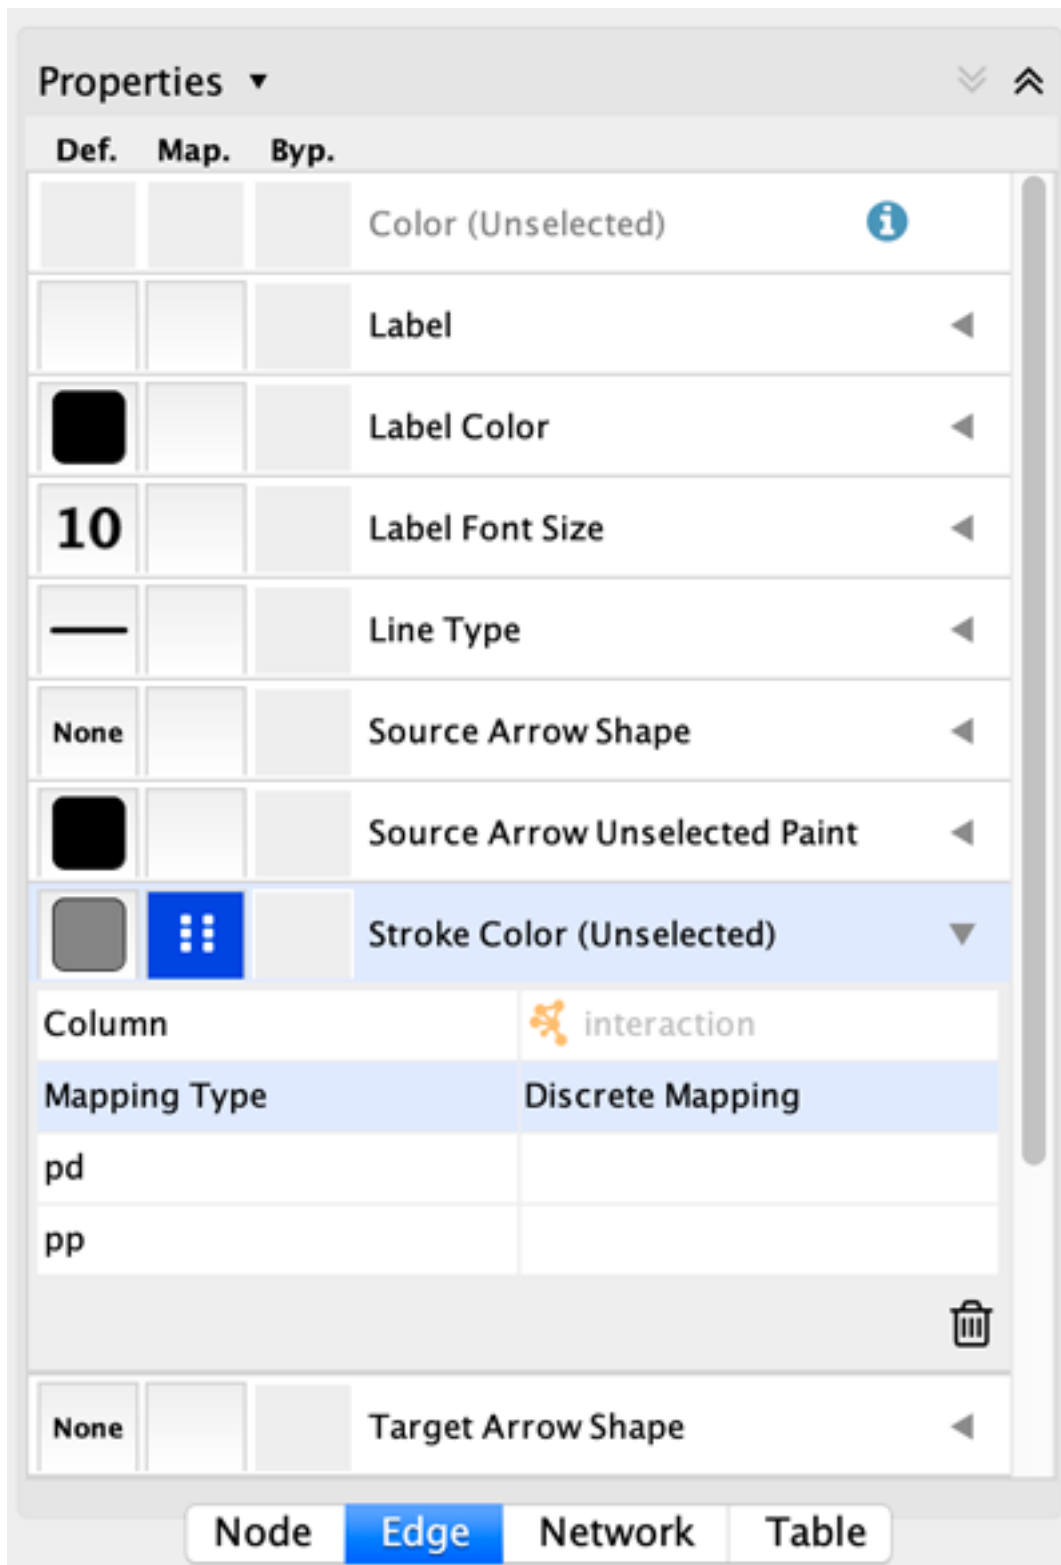 Properties
Def. Map. Byp.
Color (Unselected)
Label
Label Color
10 Label Font Size
Line Type
None Source Arrow Shape
Source Arrow Unselected Paint
Stroke Color (Unselected)
Column interaction
Mapping Type Discrete Mapping
pd
pp
None Target Arrow Shape
Node Edge Network Table